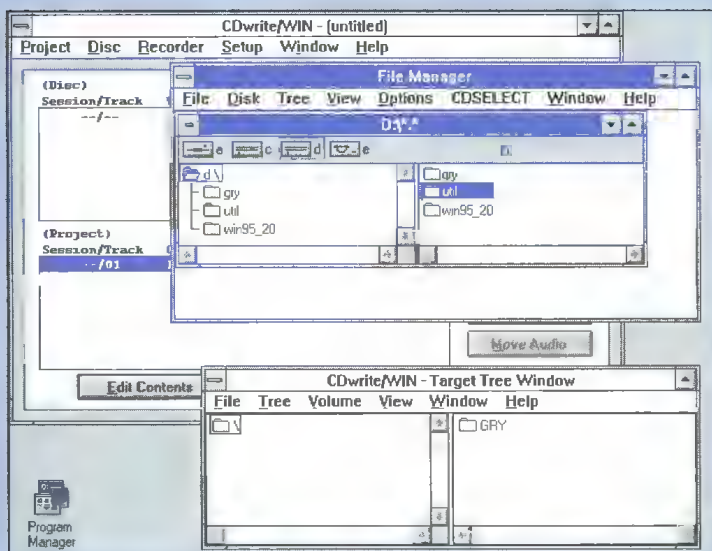 CDwrite/WIN - (untitled)
Project Disc Recorder Setup Window Help
(Disc)
Session/Track
--/--
(Project)
Session/Track
--/01
File Manager
File Disk Tree View Options CDSELECT Window Help
D:\*.*
a c d e
d:\
gry
util
win95_20
gry
util
win95_20
Move Audio
Edit Contents
CDwrite/WIN - Target Tree Window
File Tree Volume View Window Help
\
GRY
Program
Manager